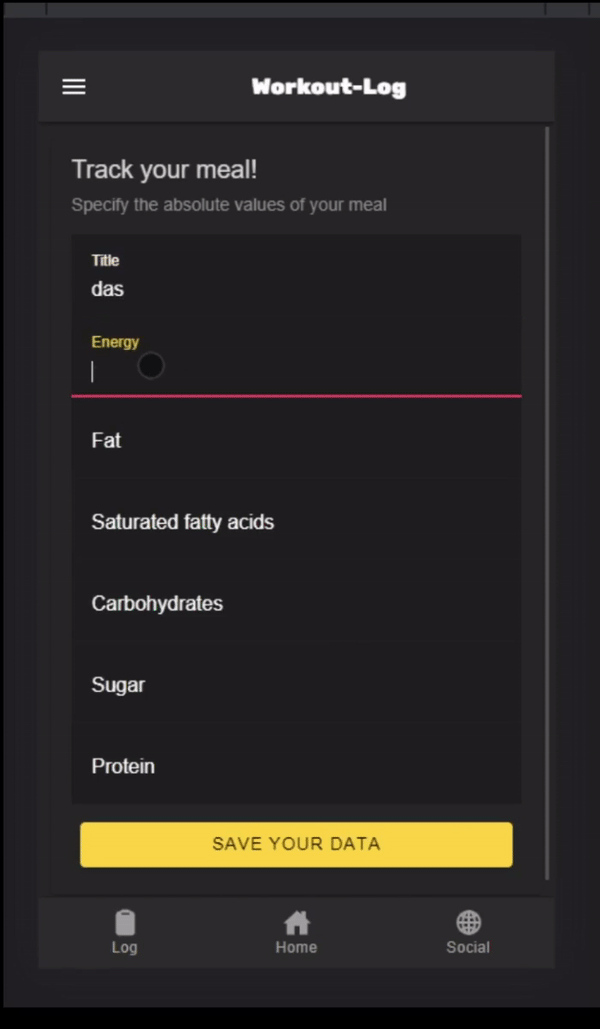 Workout-Log
Track your meal!
Specify the absolute values of your meal
Title
das
Energy
Fat
Saturated fatty acids
Carbohydrates
Sugar
Protein
SAVE YOUR DATA
Log
Home
Social